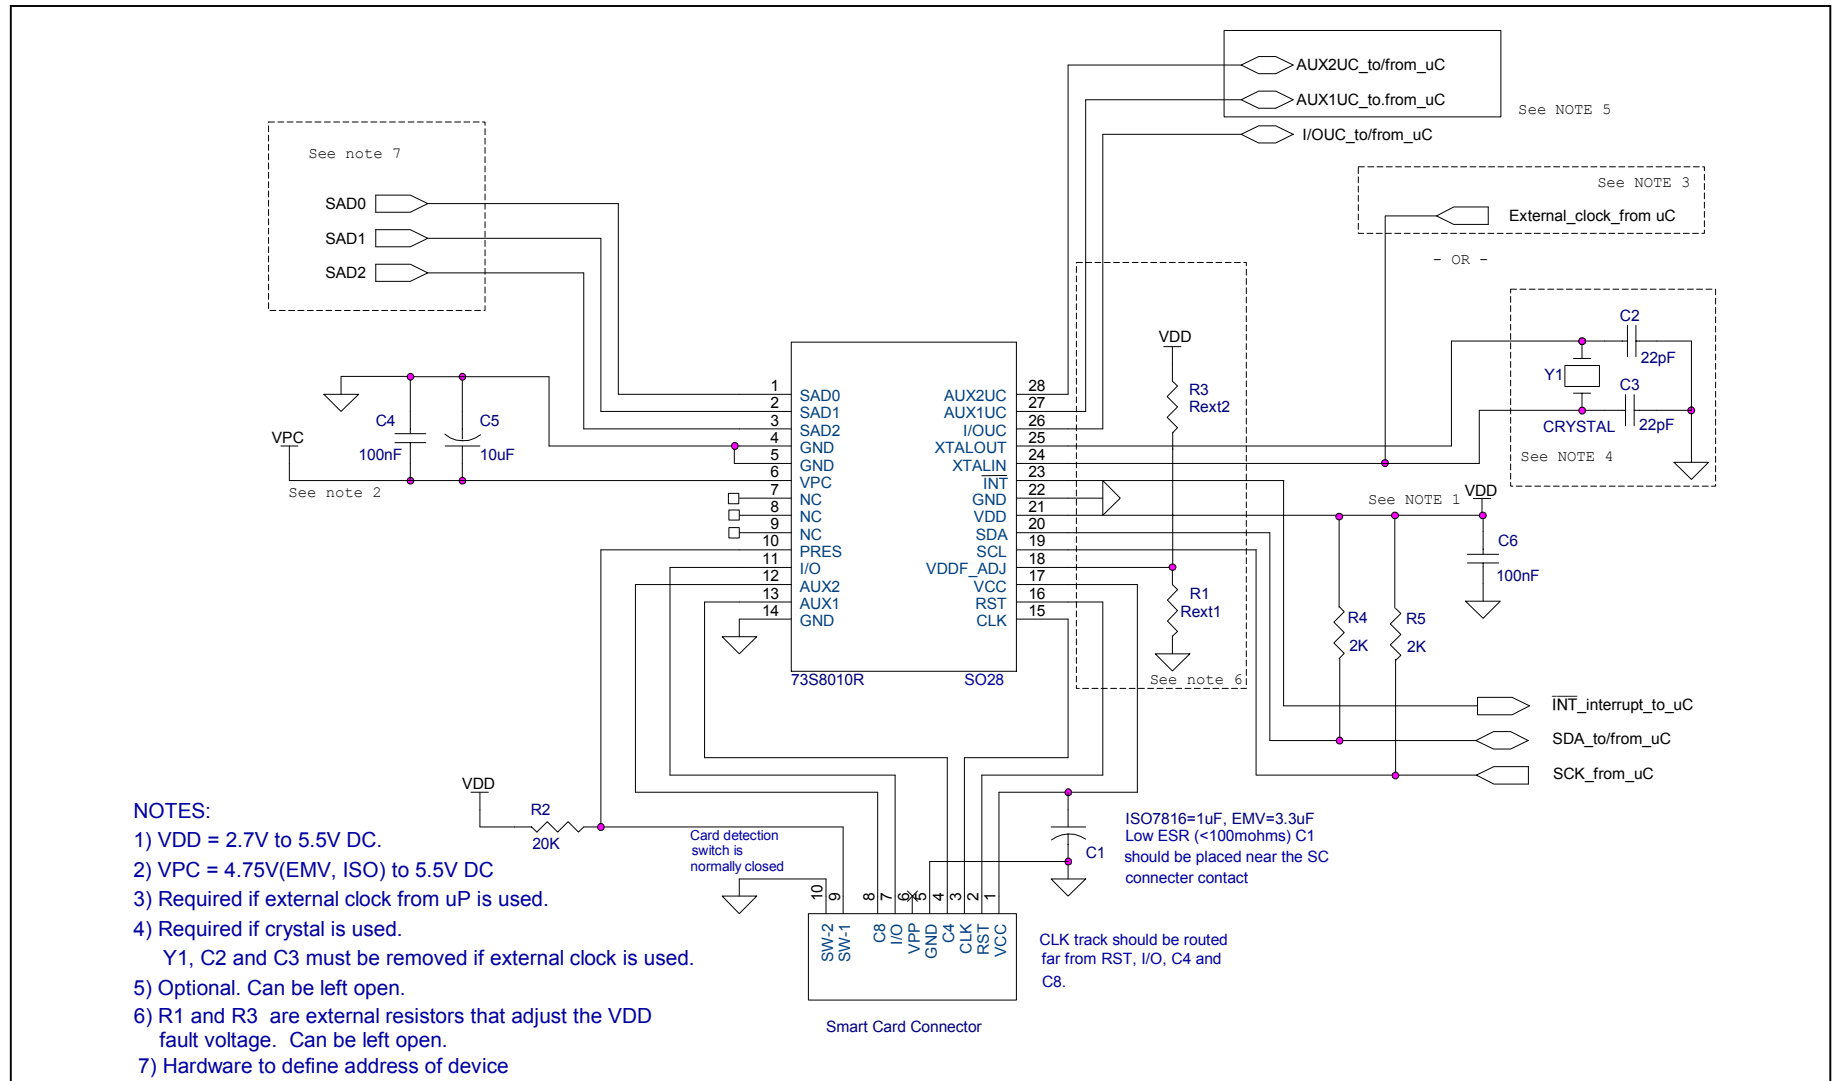 AUX2UC_to/from_uC
AUX1UC_to.from_uC
See NOTE 5
I/OUC_to/from_uC
See note 7
SAD0
SAD1
SAD2
See NOTE 3
External_clock_from uC
- OR -
C2
22pF
Y1
C3
22pF
CRYSTAL
See NOTE 4
VDD
R3
Rext2
R1
Rext1
See note 6
C4
100nF
C5
10uF
VPC
See note 2
1 SAD0
2 SAD1
3 SAD2
4 GND
5 GND
6 VPC
7 NC
8 NC
9 NC
10 PRES
11 I/O
12 AUX2
13 AUX1
14 GND
AUX2UC 28
AUX1UC 27
I/OUC 26
XTALOUT 25
XTALIN 24
INT 23
GND 22
VDD 21
SDA 20
SCL 19
VDDF_ADJ 18
VCC 17
RST 16
CLK 15
73S8010R
SO28
See NOTE 1
VDD
C6
100nF
R4
2K
R5
2K
INT_interrupt_to_uC
SDA_to/from_uC
SCK_from_uC
VDD
R2
20K
Card detection
switch is
normally closed
C1
ISO7816=1uF, EMV=3.3uF
Low ESR (<100mohms) C1
should be placed near the SC
connecter contact
10 SW-2
9 SW-1
8 C8
7 I/O
6 VPP
5 GND
4 C4
3 CLK
2 RST
1 VCC
Smart Card Connector
CLK track should be routed
far from RST, I/O, C4 and
C8.
NOTES:
1) VDD = 2.7V to 5.5V DC.
2) VPC = 4.75V(EMV, ISO) to 5.5V DC
3) Required if external clock from uP is used.
4) Required if crystal is used.
Y1, C2 and C3 must be removed if external clock is used.
5) Optional. Can be left open.
6) R1 and R3 are external resistors that adjust the VDD
fault voltage. Can be left open.
7) Hardware to define address of device